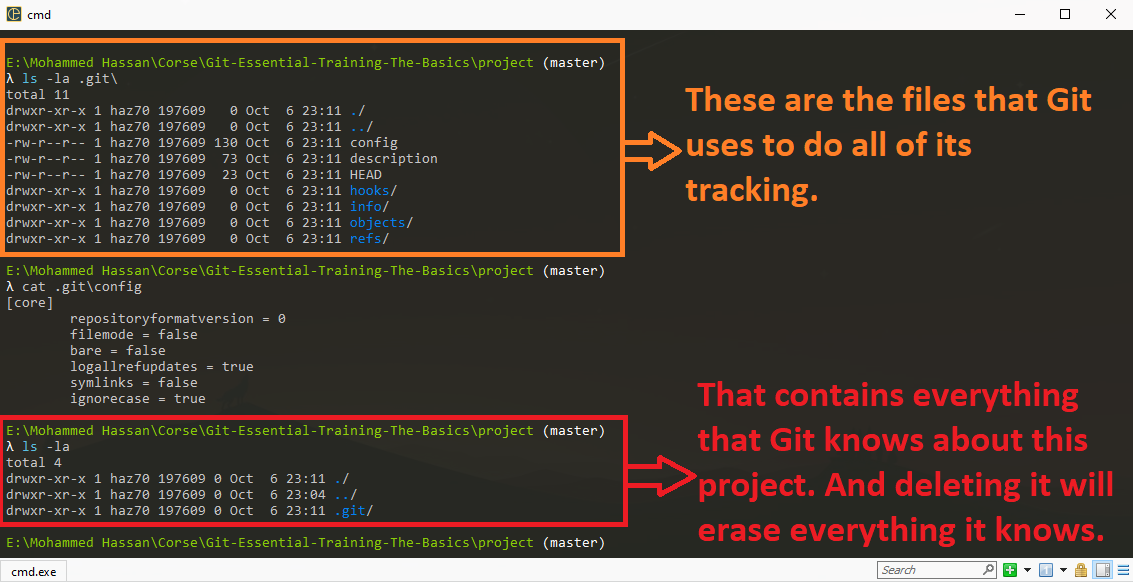 cmd
E:\Mohammed Hassan\Corse\Git-Essential-Training-The-Basics\project (master)
λ ls -la .git\
total 11
drwxr-xr-x 1 haz70 197609   0 Oct  6 23:11 ./
drwxr-xr-x 1 haz70 197609   0 Oct  6 23:11 ../
-rw-r--r-- 1 haz70 197609 130 Oct  6 23:11 config
-rw-r--r-- 1 haz70 197609  73 Oct  6 23:11 description
-rw-r--r-- 1 haz70 197609  23 Oct  6 23:11 HEAD
drwxr-xr-x 1 haz70 197609   0 Oct  6 23:11 hooks/
drwxr-xr-x 1 haz70 197609   0 Oct  6 23:11 info/
drwxr-xr-x 1 haz70 197609   0 Oct  6 23:11 objects/
drwxr-xr-x 1 haz70 197609   0 Oct  6 23:11 refs/
These are the files that Git
uses to do all of its
tracking.
E:\Mohammed Hassan\Corse\Git-Essential-Training-The-Basics\project (master)
λ cat .git\config
[core]
        repositoryformatversion = 0
        filemode = false
        bare = false
        logallrefupdates = true
        symlinks = false
        ignorecase = true
E:\Mohammed Hassan\Corse\Git-Essential-Training-The-Basics\project (master)
λ ls -la
total 4
drwxr-xr-x 1 haz70 197609 0 Oct  6 23:11 ./
drwxr-xr-x 1 haz70 197609 0 Oct  6 23:04 ../
drwxr-xr-x 1 haz70 197609 0 Oct  6 23:11 .git/
That contains everything
that Git knows about this
project. And deleting it will
erase everything it knows.
E:\Mohammed Hassan\Corse\Git-Essential-Training-The-Basics\project (master)
cmd.exe
Search